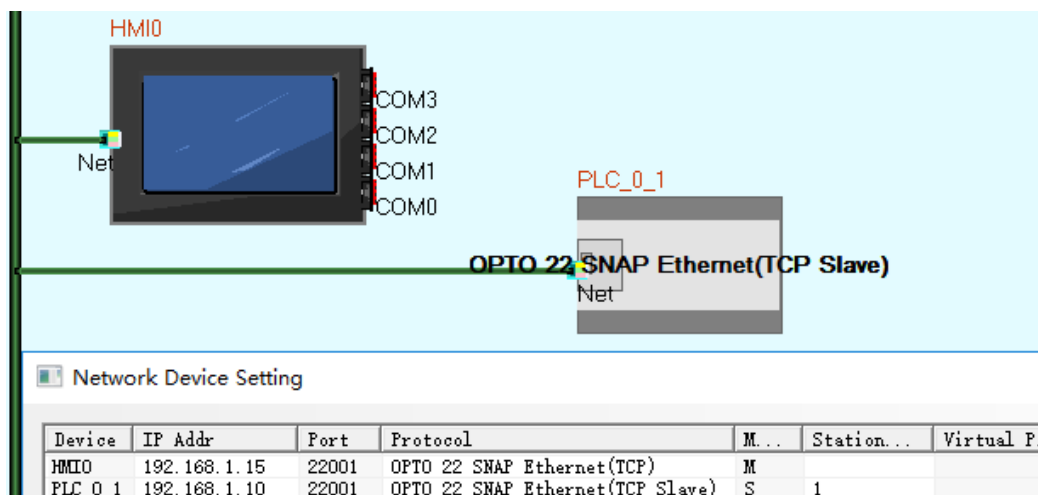 HMI0
COM3
COM2
Net
COM1
COM0
PLC_0_1
OPTO 22 SNAP Ethernet(TCP Slave)
Net
Network Device Setting
Device IP Addr Port Protocol M... Station... Virtual P
HMI0 192.168.1.15 22001 OPTO 22 SNAP Ethernet(TCP) M
PLC_0_1 192.168.1.10 22001 OPTO 22 SNAP Ethernet(TCP Slave) S 1